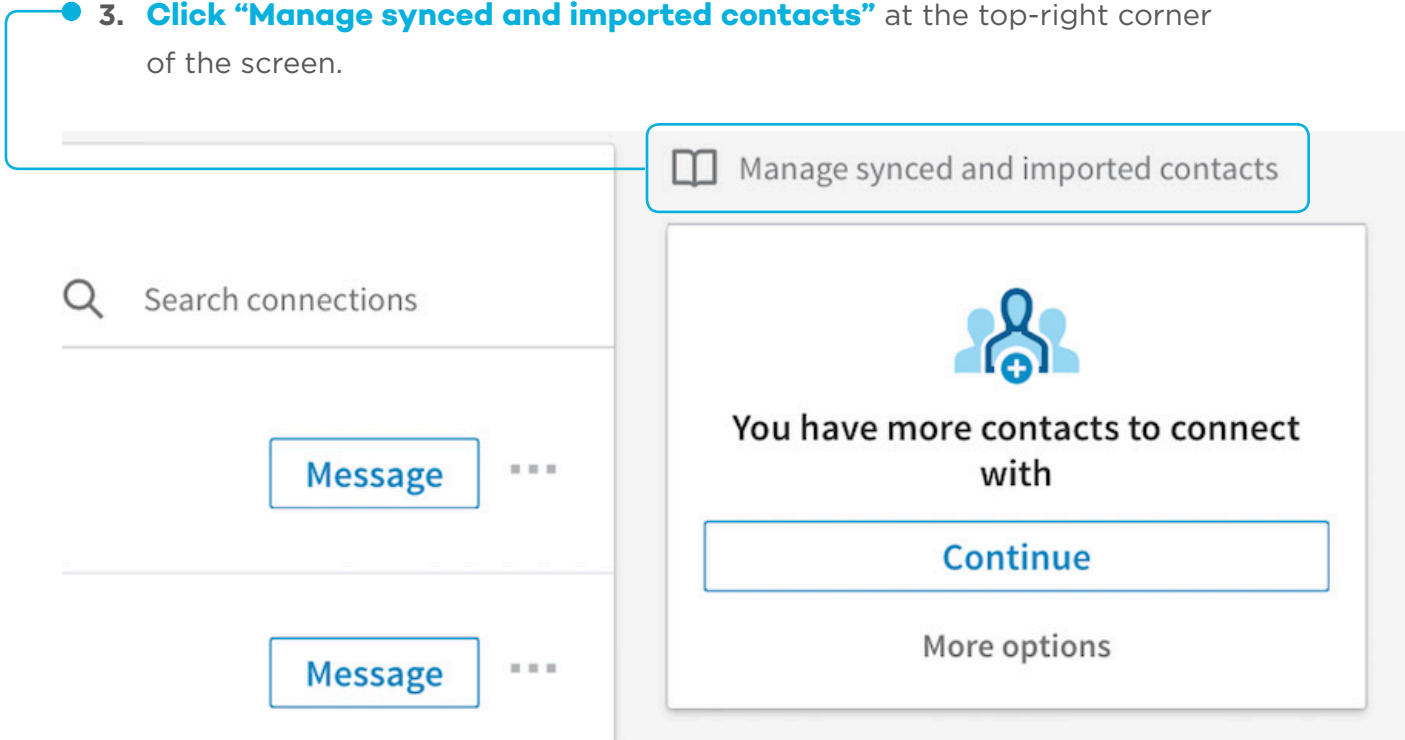 3. Click “Manage synced and imported contacts” at the top-right corner
of the screen.
Manage synced and imported contacts
Search connections
Message
Message
You have more contacts to connect
with
Continue
More options